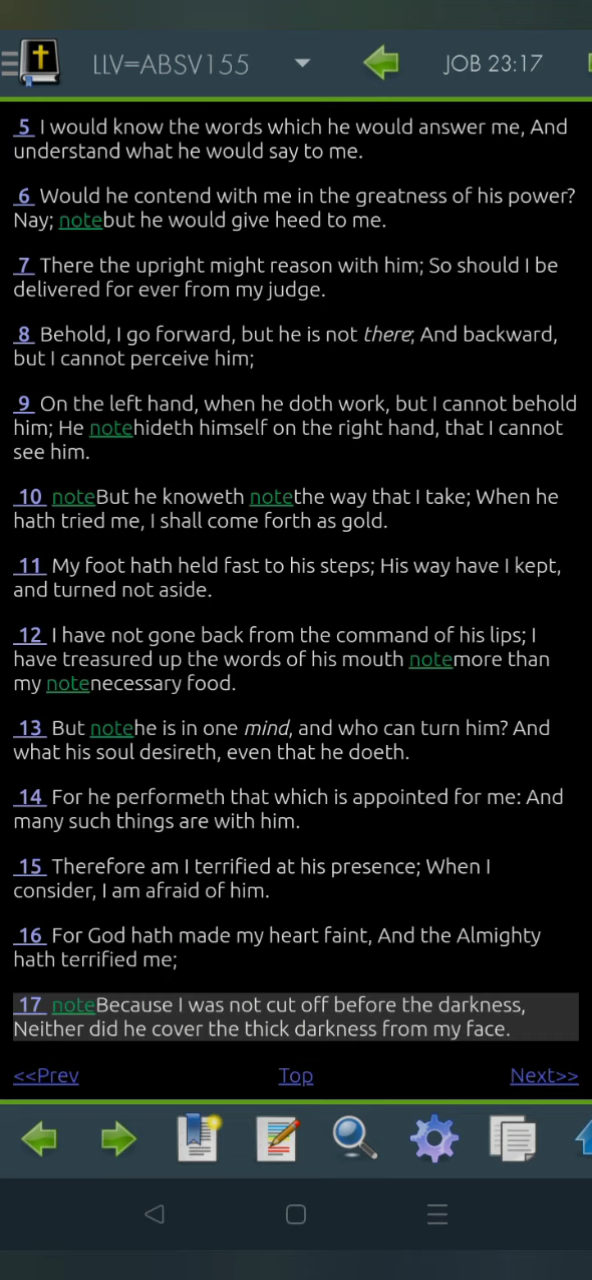 LLV=ABSV155 JOB 23:17
5 I would know the words which he would answer me, And
understand what he would say to me.
6 Would he contend with me in the greatness of his power?
Nay; notebut he would give heed to me.
7 There the upright might reason with him; So should I be
delivered for ever from my judge.
8 Behold, I go forward, but he is not there; And backward,
but I cannot perceive him;
9 On the left hand, when he doth work, but I cannot behold
him; He notehideth himself on the right hand, that I cannot
see him.
10 noteBut he knoweth notethe way that I take; When he
hath tried me, I shall come forth as gold.
11 My foot hath held fast to his steps; His way have I kept,
and turned not aside.
12 I have not gone back from the command of his lips; I
have treasured up the words of his mouth notemore than
my notenecessary food.
13 But notehe is in one mind, and who can turn him? And
what his soul desireth, even that he doeth.
14 For he performeth that which is appointed for me: And
many such things are with him.
15 Therefore am I terrified at his presence; When I
consider, I am afraid of him.
16 For God hath made my heart faint, And the Almighty
hath terrified me;
17 noteBecause I was not cut off before the darkness,
Neither did he cover the thick darkness from my face.
<<Prev Top Next>>